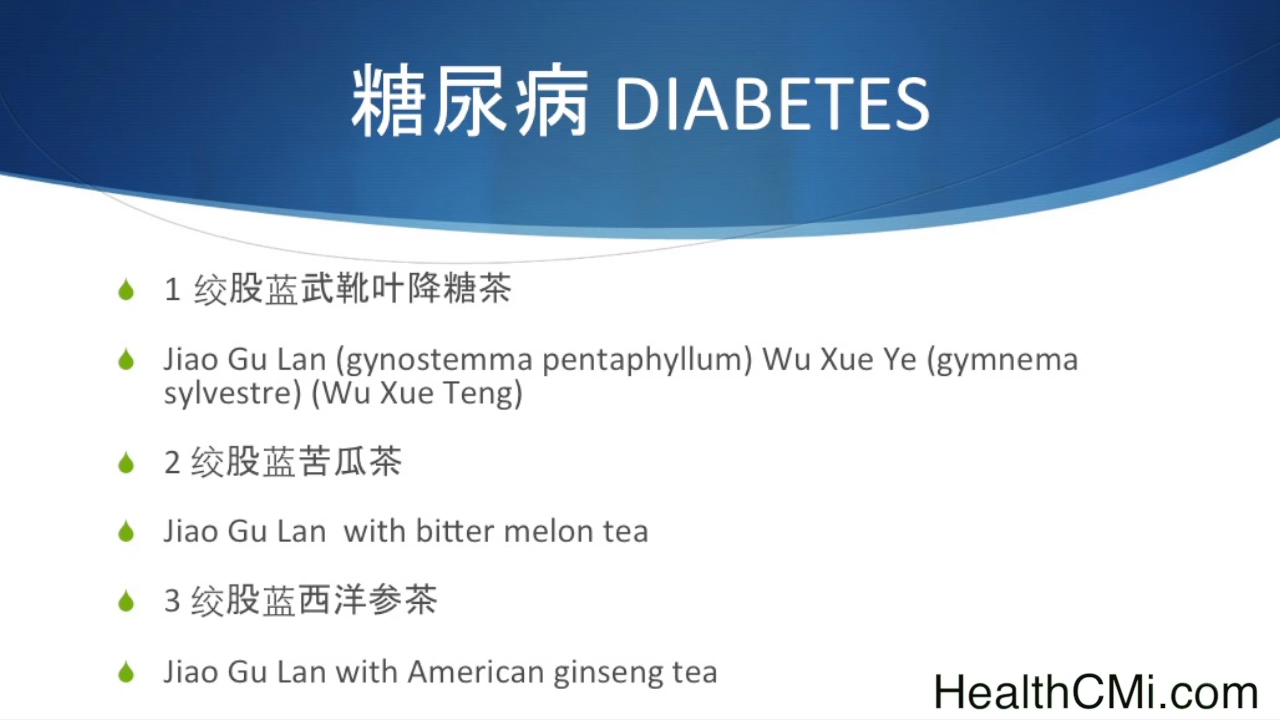 糖尿病 DIABETES
1 绞股蓝武靴叶降糖茶
Jiao Gu Lan (gynostemma pentaphyllum) Wu Xue Ye (gymnema
sylvestre) (Wu Xue Teng)
2 绞股蓝苦瓜茶
Jiao Gu Lan  with bitter melon tea
3 绞股蓝西洋参茶
Jiao Gu Lan with American ginseng tea
HealthCMi.com